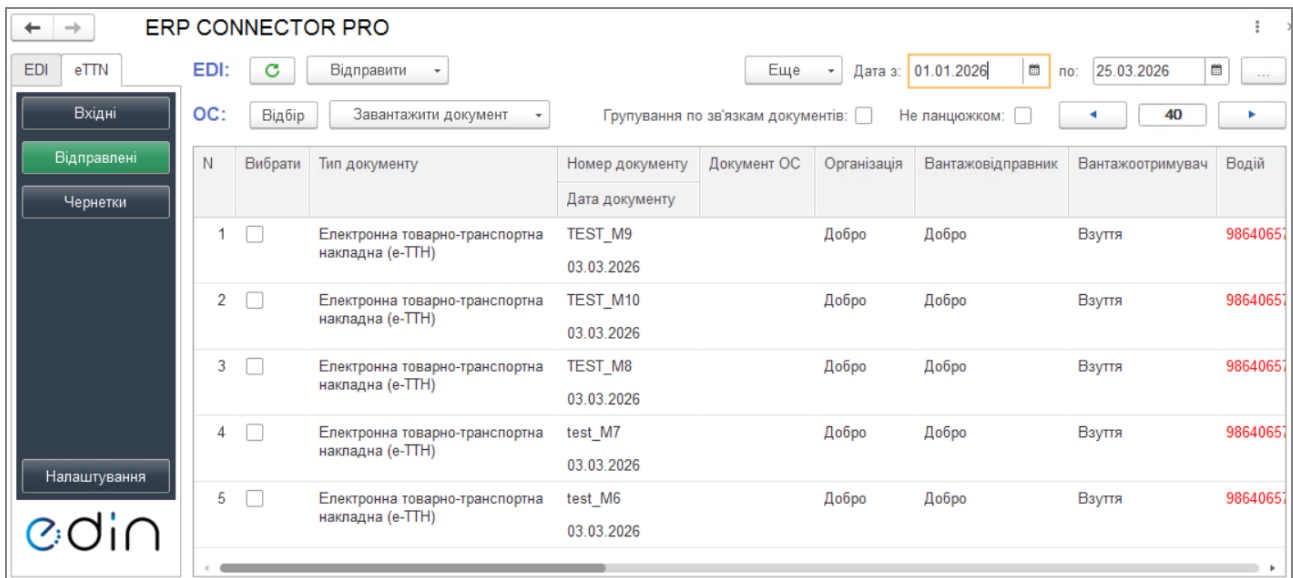 ERP CONNECTOR PRO
EDI eTTN EDI: Відправити Еще Дата з: 01.01.2026 по: 25.03.2026 ...
Вхідні ОС: Відбір Завантажити документ Групування по зв'язкам документів: Не ланцюжком: 40
Відправлені
Чернетки
N Вибрати Тип документу Номер документу Документ ОС Організація Вантажовідправник Вантажоотримувач Водій
Дата документу
1 Електронна товарно-транспортна TEST_M9 Добро Добро Взуття 98640657
накладна (е-ТТН)
03.03.2026
2 Електронна товарно-транспортна TEST_M10 Добро Добро Взуття 98640657
накладна (е-ТТН)
03.03.2026
3 Електронна товарно-транспортна TEST_M8 Добро Добро Взуття 98640657
накладна (е-ТТН)
03.03.2026
4 Електронна товарно-транспортна test_M7 Добро Добро Взуття 98640657
накладна (е-ТТН)
03.03.2026
Налаштування
5 Електронна товарно-транспортна test_M6 Добро Добро Взуття 98640657
накладна (е-ТТН)
03.03.2026
edin